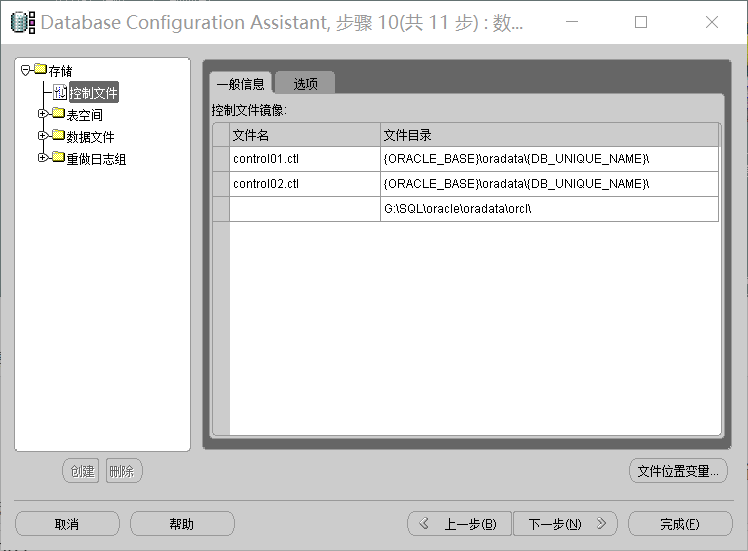 Database Configuration Assistant, 步骤 10(共 11 步) : 数...
存储
控制文件
表空间
数据文件
重做日志组
一般信息
选项
控制文件镜像:
文件名 文件目录
control01.ctl {ORACLE_BASE}\oradata\{DB_UNIQUE_NAME}\
control02.ctl {ORACLE_BASE}\oradata\{DB_UNIQUE_NAME}\
G:\SQL\oracle\oradata\orcl\
创建
删除
文件位置变量...
取消
帮助
上一步(B)
下一步(N)
完成(F)